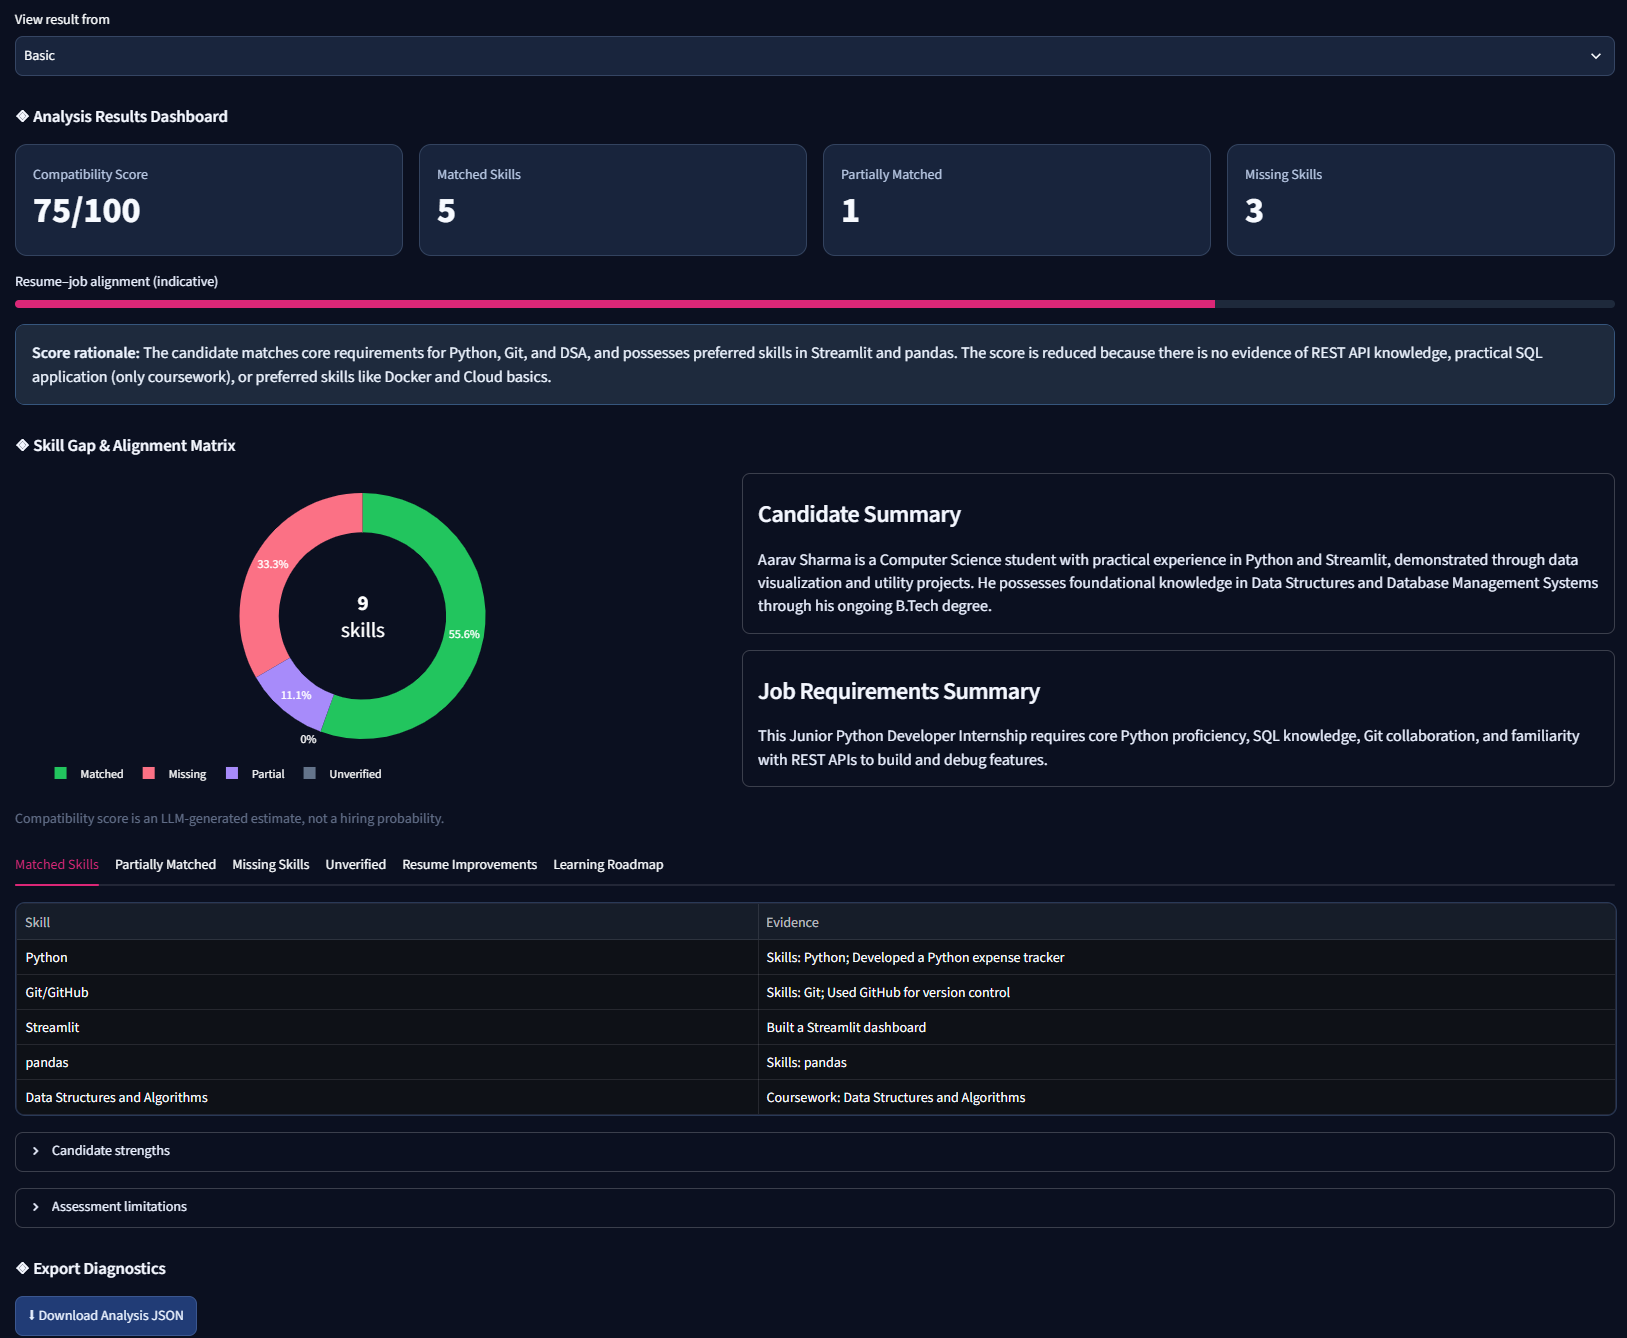 View result from
Basic
Analysis Results Dashboard
Compatibility Score
75/100
Matched Skills
5
Partially Matched
1
Missing Skills
3
Resume–job alignment (indicative)
Score rationale: The candidate matches core requirements for Python, Git, and DSA, and possesses preferred skills in Streamlit and pandas. The score is reduced because there is no evidence of REST API knowledge, practical SQL
application (only coursework), or preferred skills like Docker and Cloud basics.
Skill Gap & Alignment Matrix
33.3%
9
skills
55.6%
11.1%
0%
Matched Missing Partial Unverified
Candidate Summary
Aarav Sharma is a Computer Science student with practical experience in Python and Streamlit, demonstrated through data
visualization and utility projects. He possesses foundational knowledge in Data Structures and Database Management Systems
through his ongoing B.Tech degree.
Job Requirements Summary
This Junior Python Developer Internship requires core Python proficiency, SQL knowledge, Git collaboration, and familiarity
with REST APIs to build and debug features.
Compatibility score is an LLM-generated estimate, not a hiring probability.
Matched Skills Partially Matched Missing Skills Unverified Resume Improvements Learning Roadmap
Skill Evidence
Python Skills: Python; Developed a Python expense tracker
Git/GitHub Skills: Git; Used GitHub for version control
Streamlit Built a Streamlit dashboard
pandas Skills: pandas
Data Structures and Algorithms Coursework: Data Structures and Algorithms
Candidate strengths
Assessment limitations
Export Diagnostics
Download Analysis JSON